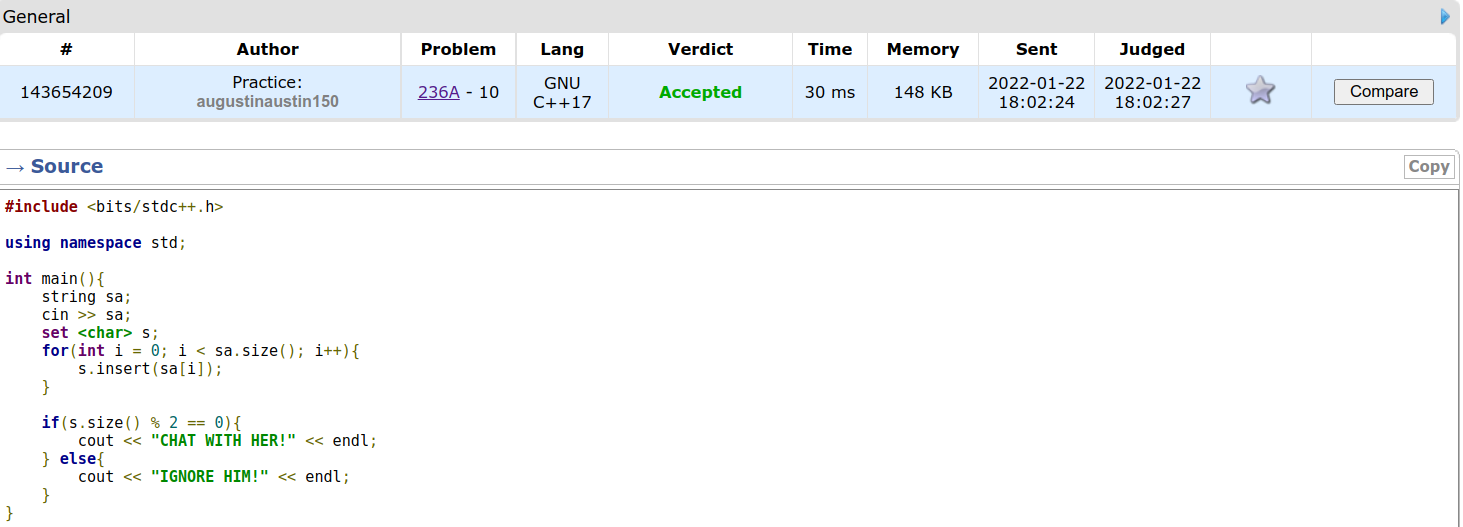 General
# Author Problem Lang Verdict Time Memory Sent Judged
143654209 Practice: augustinaustin150 236A - 10 GNU C++17 Accepted 30 ms 148 KB 2022-01-22 18:02:24 2022-01-22 18:02:27 Compare
→ Source Copy
#include <bits/stdc++.h>
using namespace std;
int main(){
    string sa;
    cin >> sa;
    set <char> s;
    for(int i = 0; i < sa.size(); i++){
        s.insert(sa[i]);
    }
    if(s.size() % 2 == 0){
        cout << "CHAT WITH HER!" << endl;
    } else{
        cout << "IGNORE HIM!" << endl;
    }
}